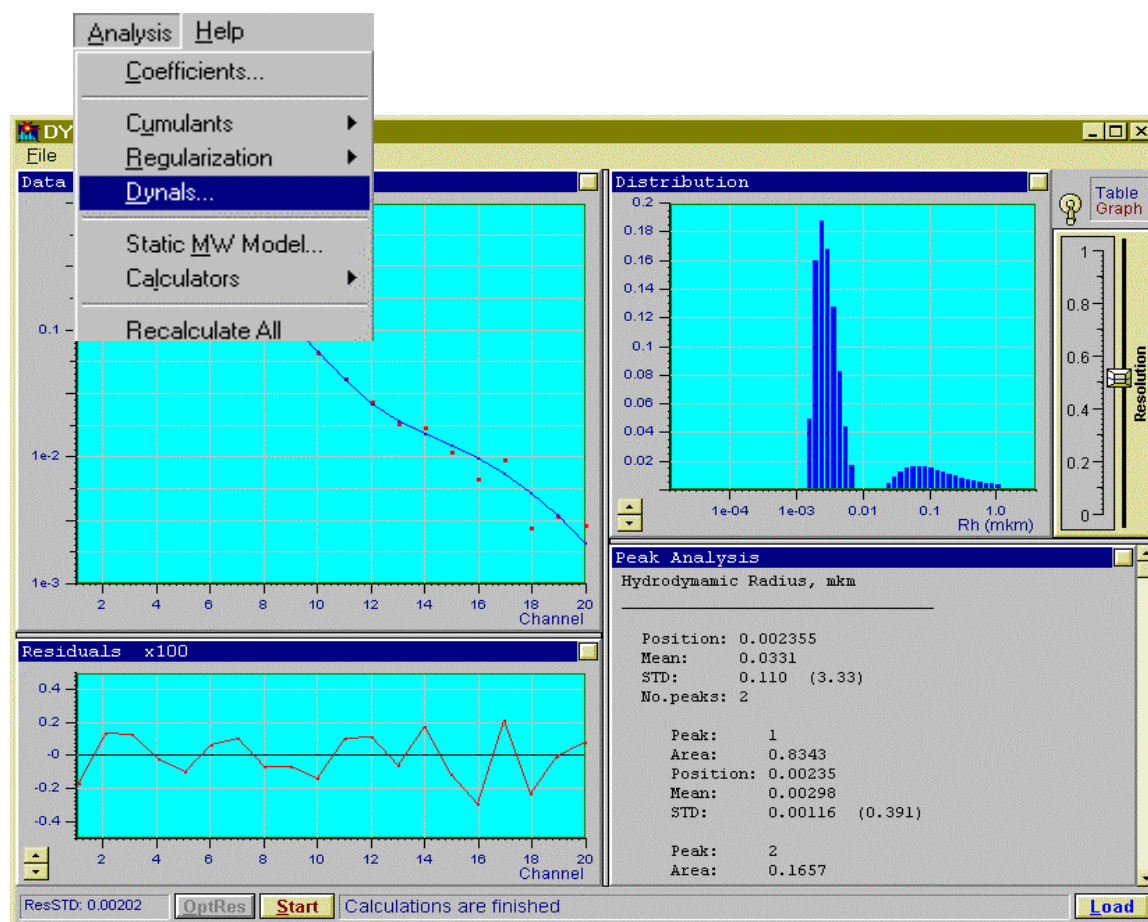 Analysis Help
Coefficients...
Cumulants
Regularization
Dynals...
Static MW Model...
Calculators
Recalculate All
DY
File
Data
0.1
1e-2
1e-3
2 4 6 8 10 12 14 16 18 20
Channel
Residuals x100
0.4
0.2
-0
-0.2
-0.4
2 4 6 8 10 12 14 16 18 20
Channel
Distribution
0.2
0.18
0.16
0.14
0.12
0.1
0.08
0.06
0.04
0.02
1e-04 1e-03 0.01 0.1 1.0
Rh (mkm)
Table
Graph
1
0.8
0.6
0.4
0.2
0
Resolution
Peak Analysis
Hydrodymamic Radius, mkm
Position: 0.002355
Mean: 0.0331
STD: 0.110 (3.33)
No.peaks: 2
Peak: 1
Area: 0.8343
Position: 0.00235
Mean: 0.00298
STD: 0.00116 (0.391)
Peak: 2
Area: 0.1657
ResSTD: 0.00202 OptRes Start Calculations are finished Load